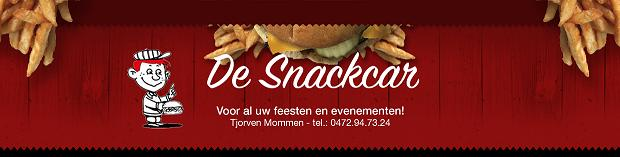 De Snackcar
Voor al uw feesten en evenementen!
Tjorven Mommen - tel.: 0472.94.73.24